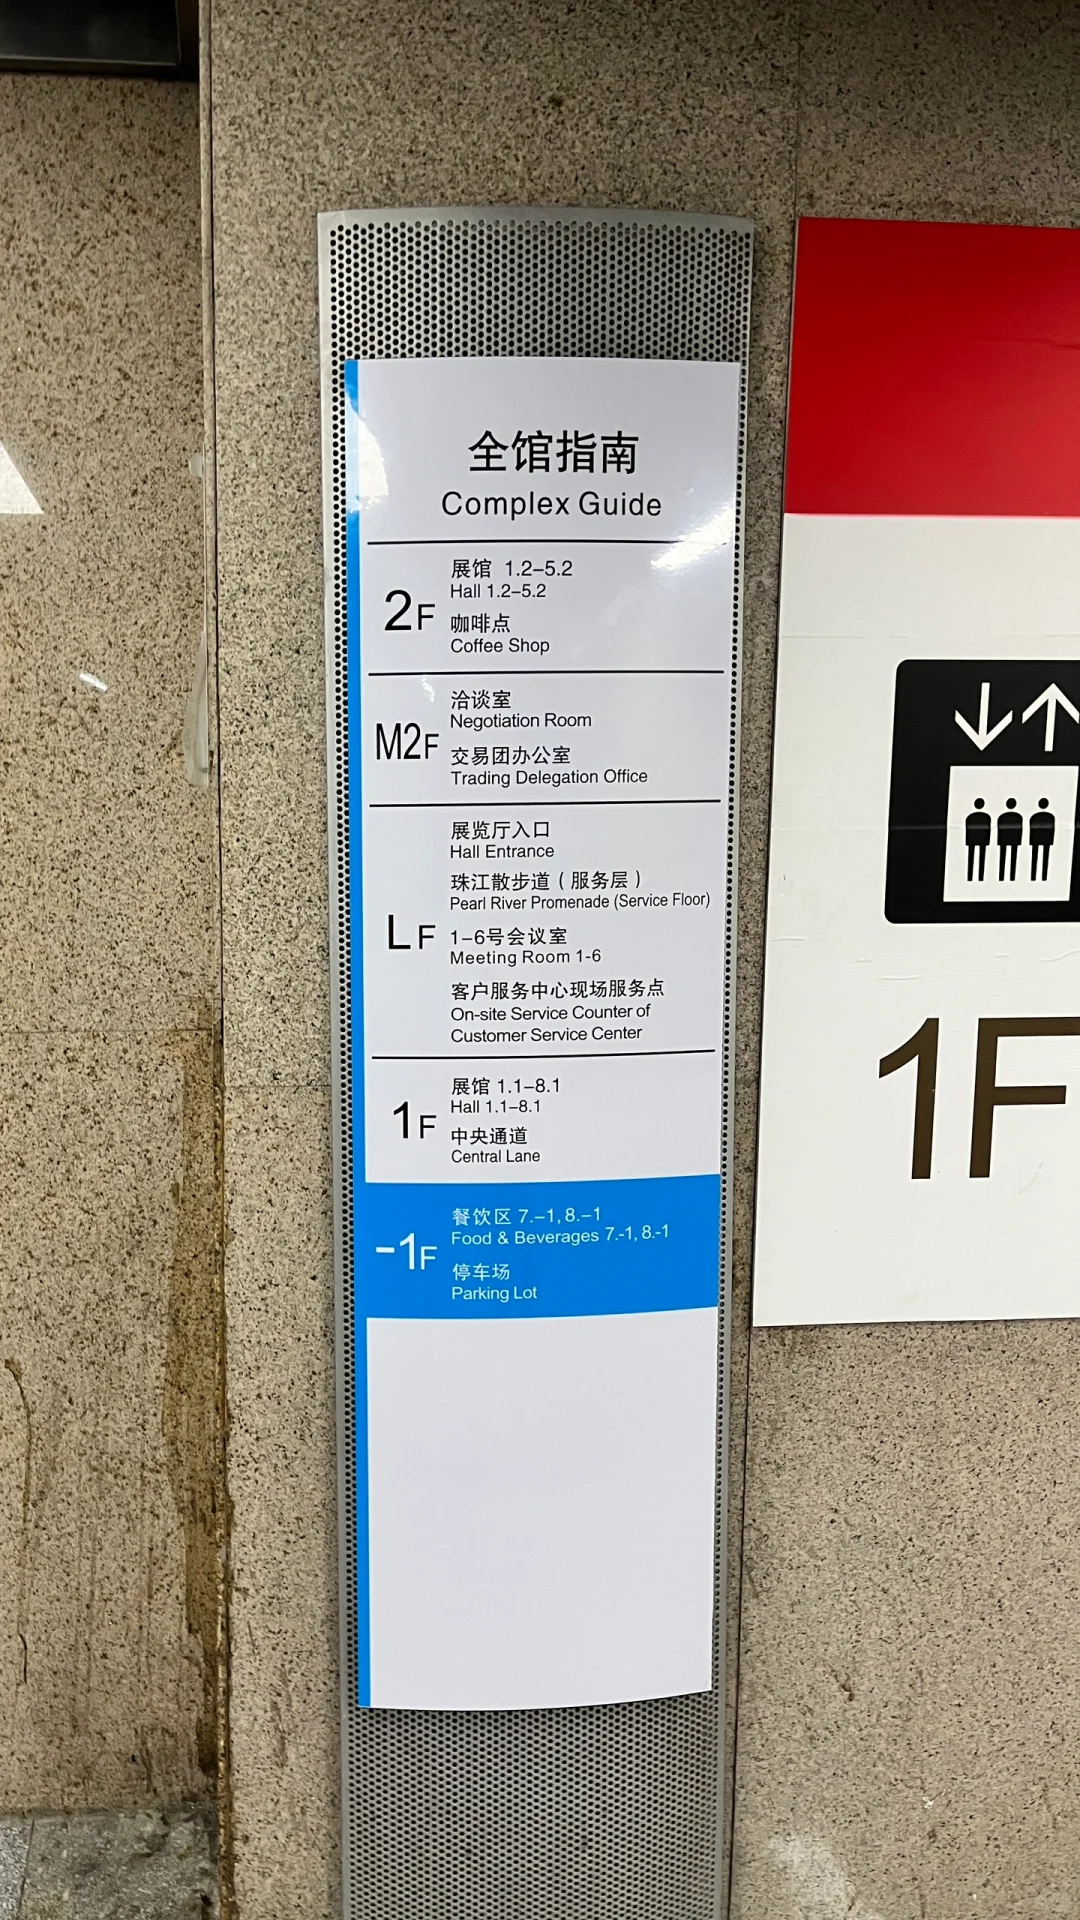 全馆指南
Complex Guide
2F
展馆 1.2–5.2
Hall 1.2–5.2
咖啡点
Coffee Shop
M2F
洽谈室
Negotiation Room
交易团办公室
Trading Delegation Office
LF
展览厅入口
Hall Entrance
珠江散步道（服务层）
Pearl River Promenade (Service Floor)
1–6号会议室
Meeting Room 1-6
客户服务中心现场服务点
On-site Service Counter of
Customer Service Center
1F
展馆 1.1–8.1
Hall 1.1–8.1
中央通道
Central Lane
-1F
餐饮区 7.–1, 8.–1
Food & Beverages 7.-1, 8.-1
停车场
Parking Lot
1F